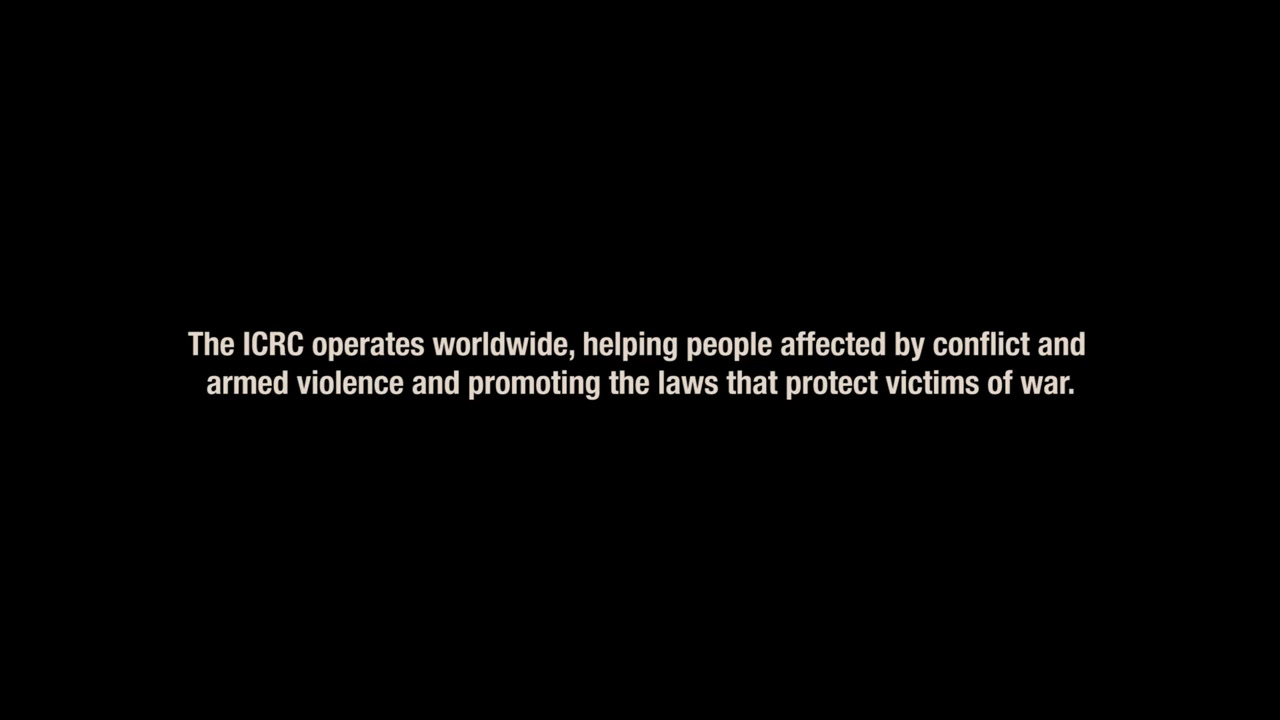 The ICRC operates worldwide, helping people affected by conflict and
armed violence and promoting the laws that protect victims of war.